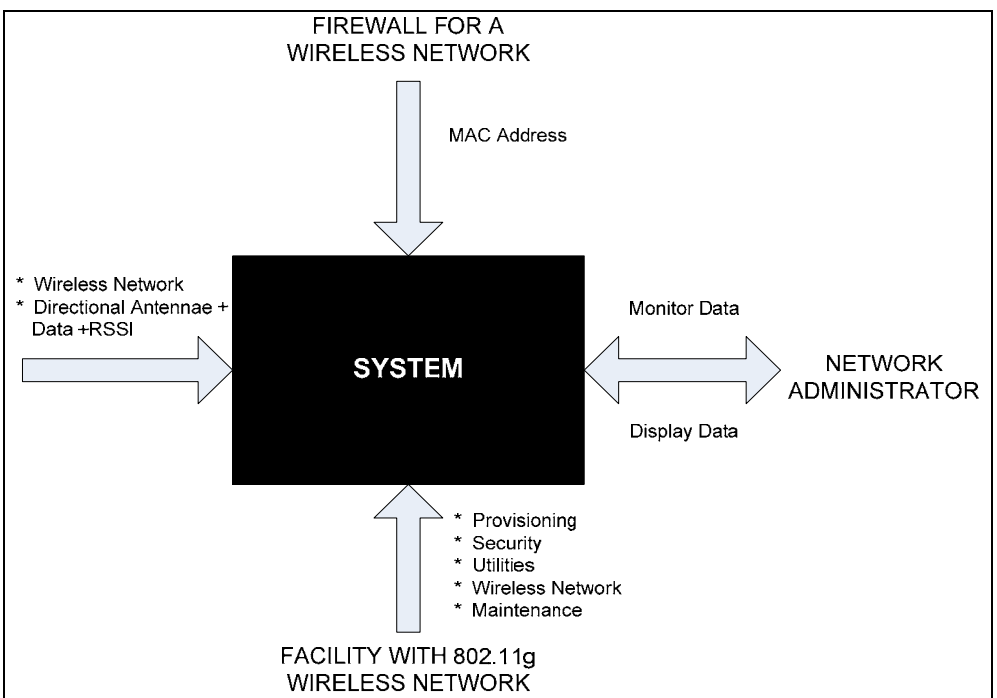 FIREWALL FOR A
WIRELESS NETWORK
MAC Address
* Wireless Network
* Directional Antennae +
Data +RSSI
SYSTEM
Monitor Data
NETWORK
ADMINISTRATOR
Display Data
* Provisioning
* Security
* Utilities
* Wireless Network
* Maintenance
FACILITY WITH 802.11g
WIRELESS NETWORK